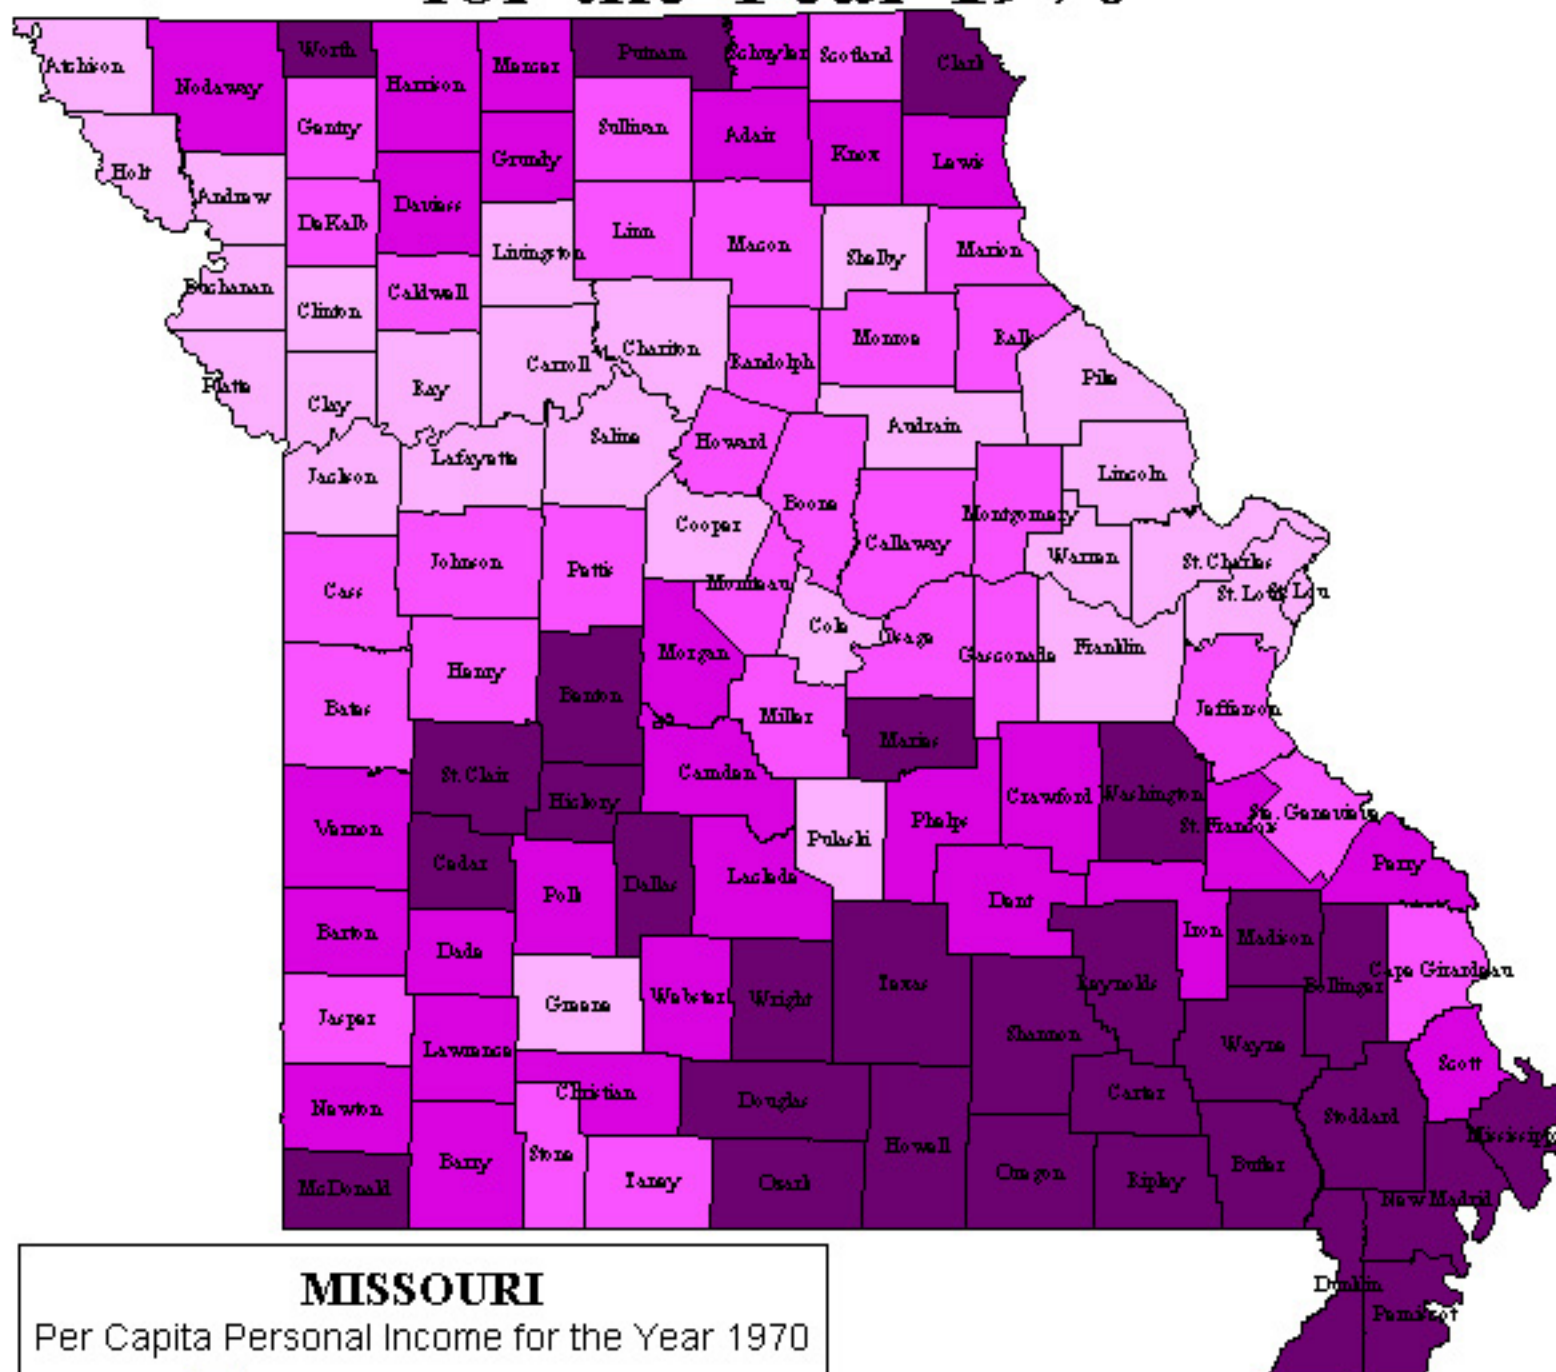 for the Year 1970
Atchison
Nodaway
Worth
Harrison
Mercer
Putnam
Schuyler
Scotland
Clark
Gentry
Sullivan
Adair
Knox
Lewis
Grundy
Holt
Andrew
DeKalb
Daviess
Livingston
Linn
Macon
Shelby
Marion
Buchanan
Clinton
Caldwell
Carroll
Chariton
Randolph
Monroe
Ralls
Pike
Platte
Clay
Ray
Saline
Howard
Audrain
Jackson
Lafayette
Lincoln
Cooper
Boone
Callaway
Montgomery
Warren
St. Charles
Cass
Johnson
Pettis
Moniteau
Cole
Osage
Gasconade
Franklin
St. Louis
St. Lou
Bates
Henry
Benton
Morgan
Miller
Maries
Jefferson
St. Clair
Hickory
Camden
Pulaski
Phelps
Crawford
Washington
St. Francois
Ste. Genevieve
Perry
Vernon
Cedar
Polk
Dallas
Laclede
Dent
Iron
Madison
Bollinger
Cape Girardeau
Barton
Dade
Greene
Webster
Wright
Texas
Shannon
Reynolds
Wayne
Scott
Jasper
Lawrence
Christian
Douglas
Carter
Stoddard
Mississippi
Newton
Barry
Stone
Taney
Ozark
Howell
Oregon
Ripley
Butler
New Madrid
McDonald
Dunklin
Pemiscot
MISSOURI
Per Capita Personal Income for the Year 1970